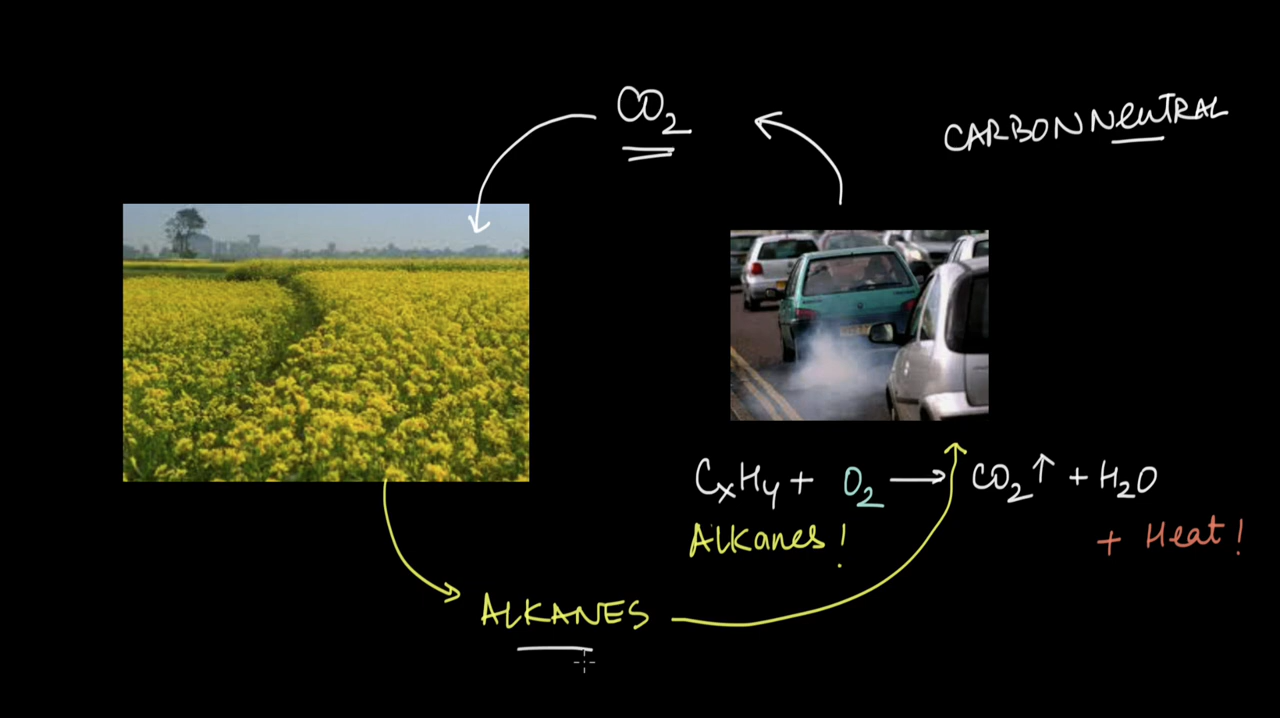 CO₂
CARBON NEUTRAL
CxHy + O₂ → CO₂↑ + H₂O
Alkanes! + Heat!
ALKANES